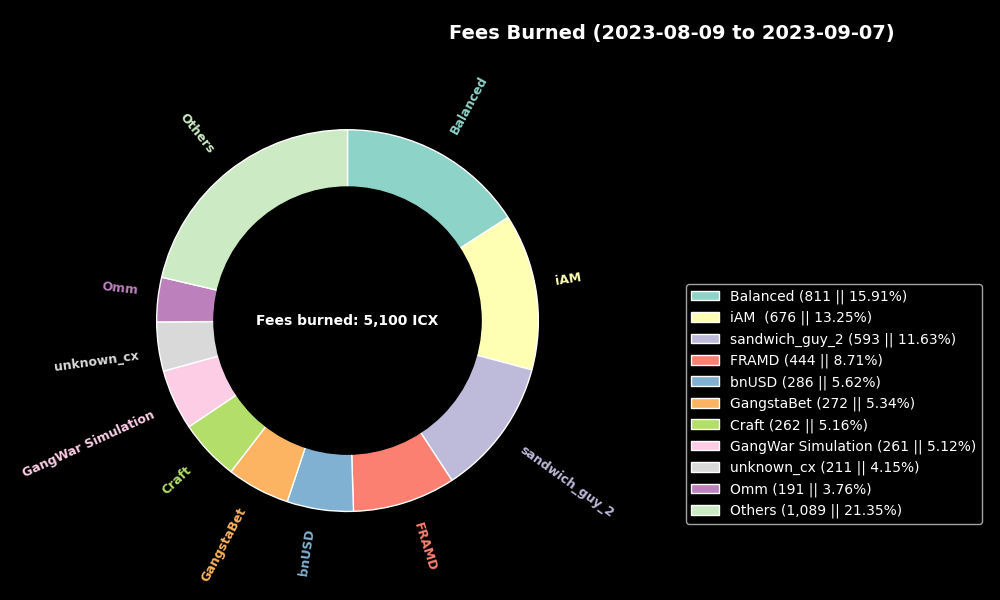 Fees Burned (2023-08-09 to 2023-09-07)
Balanced
Others
iAM
Omm
Fees burned: 5,100 ICX
unknown_cx
GangWar Simulation
Craft
sandwich_guy_2
GangstaBet
bnUSD
FRAMD
Balanced (811 || 15.91%)
iAM  (676 || 13.25%)
sandwich_guy_2 (593 || 11.63%)
FRAMD (444 || 8.71%)
bnUSD (286 || 5.62%)
GangstaBet (272 || 5.34%)
Craft (262 || 5.16%)
GangWar Simulation (261 || 5.12%)
unknown_cx (211 || 4.15%)
Omm (191 || 3.76%)
Others (1,089 || 21.35%)